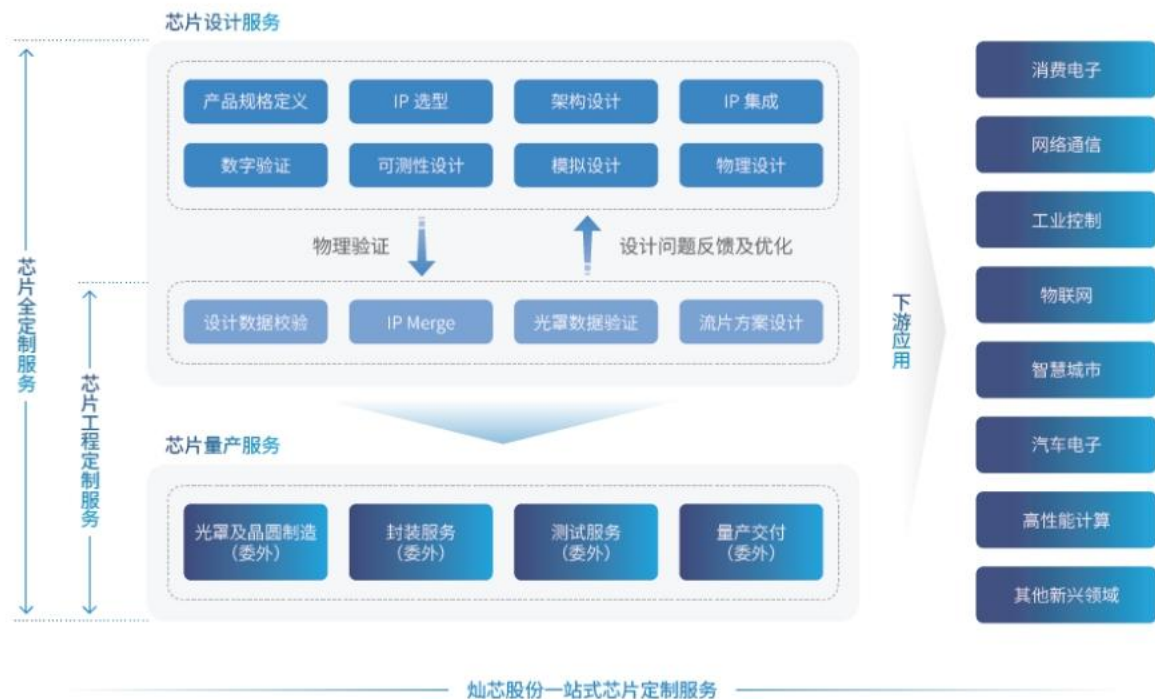 芯片设计服务
产品规格定义
IP 选型
架构设计
IP 集成
数字验证
可测性设计
模拟设计
物理设计
物理验证
设计问题反馈及优化
设计数据校验
IP Merge
光罩数据验证
流片方案设计
芯片全定制服务
芯片工程定制服务
芯片量产服务
光罩及晶圆制造
（委外）
封装服务
（委外）
测试服务
（委外）
量产交付
（委外）
下游应用
消费电子
网络通信
工业控制
物联网
智慧城市
汽车电子
高性能计算
其他新兴领域
灿芯股份一站式芯片定制服务